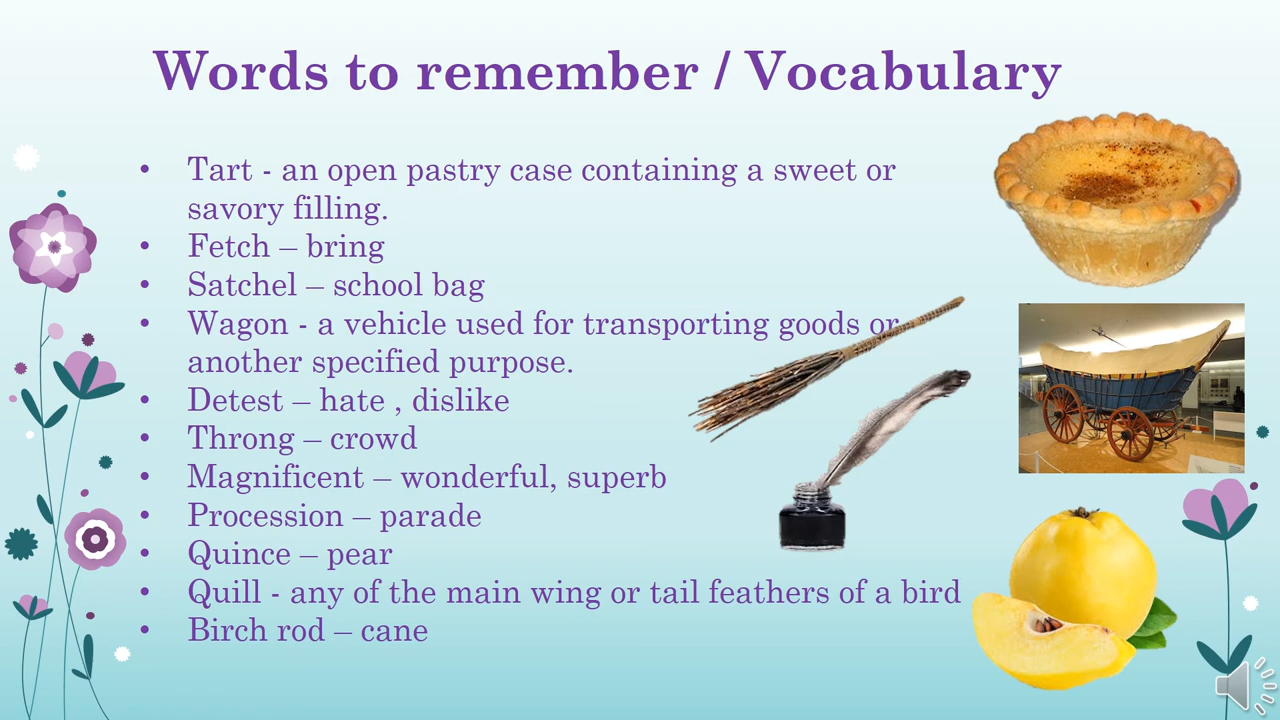 Words to remember / Vocabulary
• Tart - an open pastry case containing a sweet or
savory filling.
• Fetch – bring
• Satchel – school bag
• Wagon - a vehicle used for transporting goods or
another specified purpose.
• Detest – hate , dislike
• Throng – crowd
• Magnificent – wonderful, superb
• Procession – parade
• Quince – pear
• Quill - any of the main wing or tail feathers of a bird
• Birch rod – cane